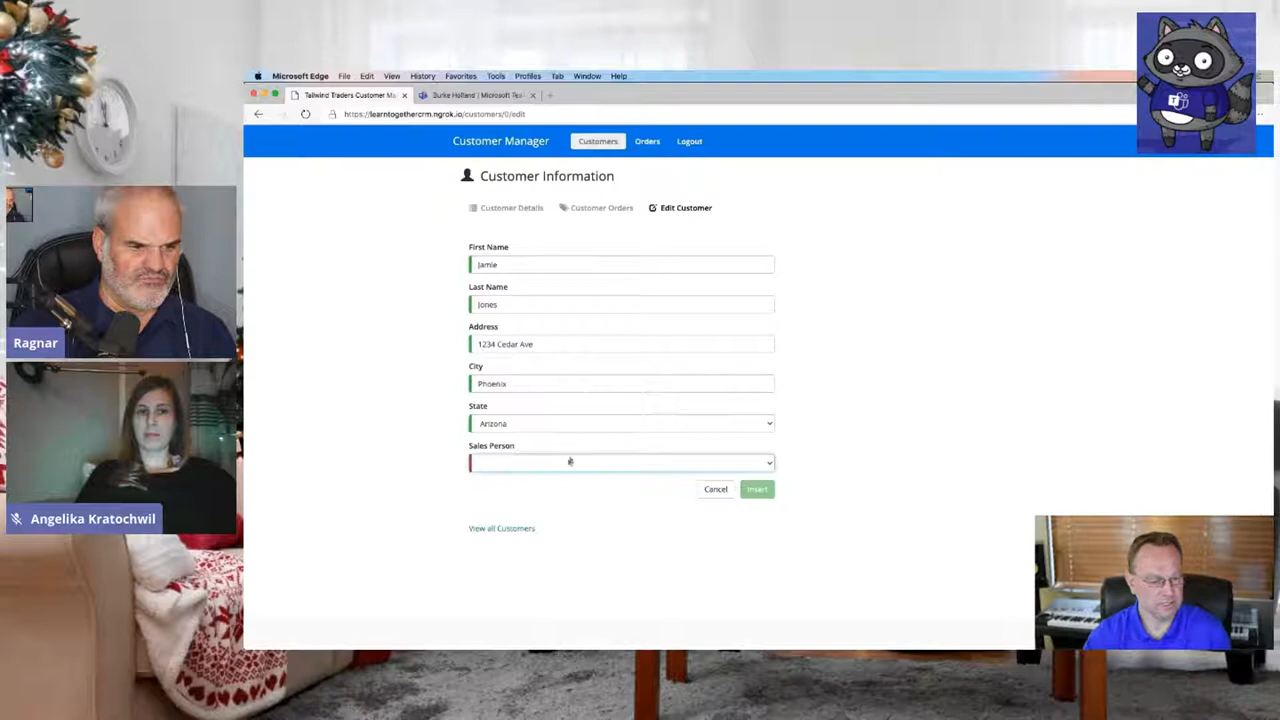 Microsoft Edge File Edit View History Favorites Tools Profiles Tab Window Help
Tailwind Traders Customer Ma
Burke Holland | Microsoft Tea
https://learntogethercrm.ngrok.io/customers/0/edit
Customer Manager
Customers
Orders
Logout
Customer Information
Customer Details
Customer Orders
Edit Customer
First Name
Jamie
Last Name
Jones
Address
1234 Cedar Ave
City
Phoenix
State
Arizona
Sales Person
Cancel
Insert
View all Customers
Ragnar
Angelika Kratochwil
T